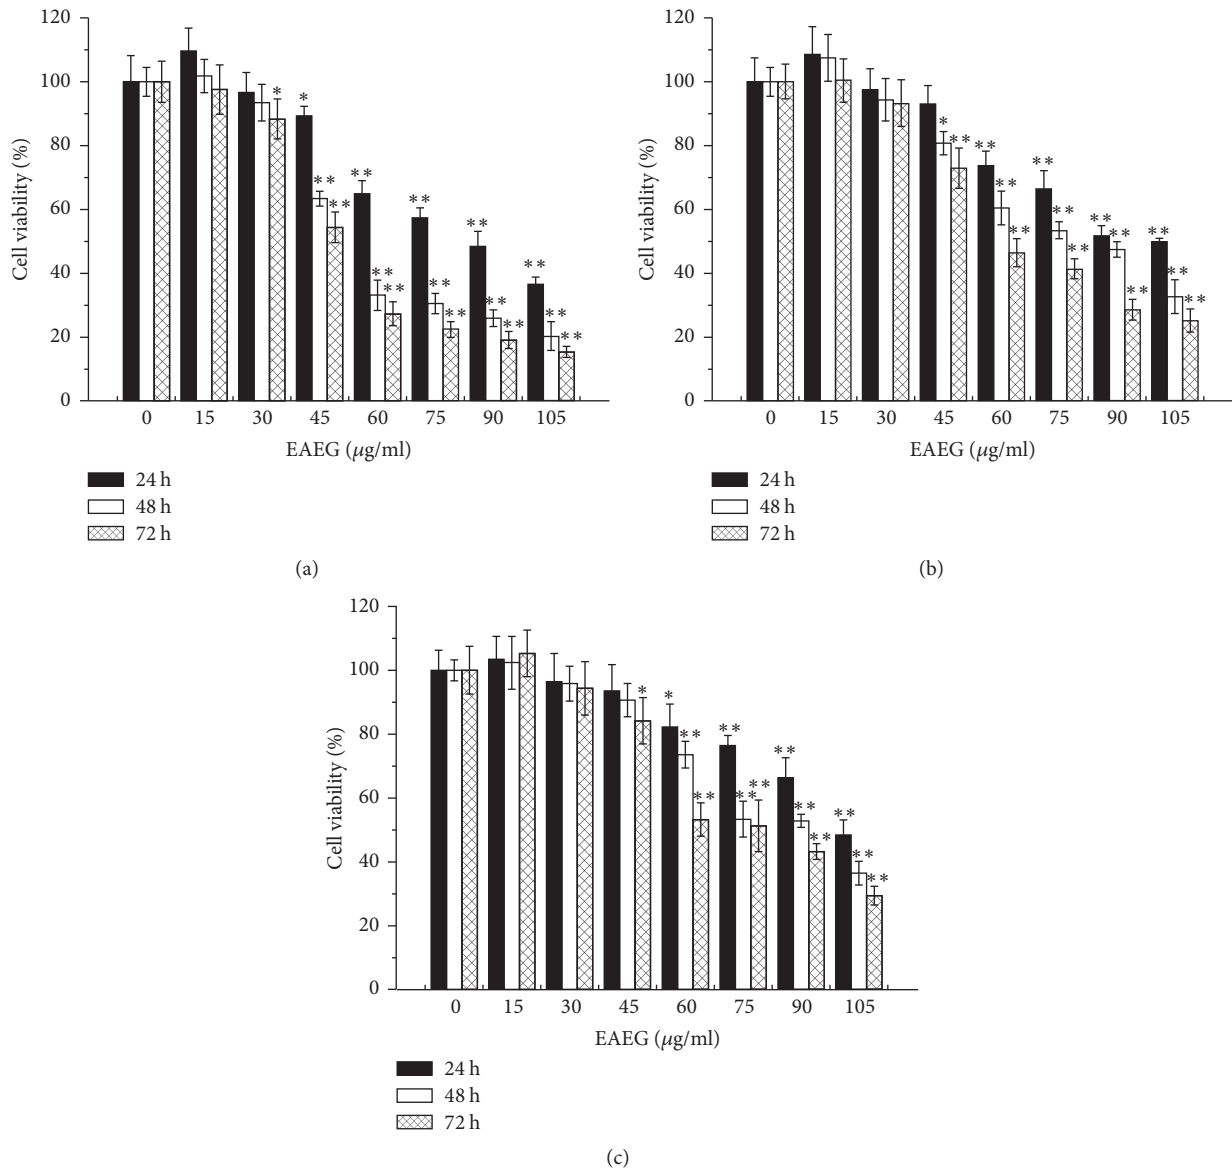 120
100
80
60
40
20
0
Cell viability (%)
* *
** ** ** ** **
** ** ** ** **
** ** ** ** **
0 15 30 45 60 75 90 105
EAEG (μg/ml)
24 h
48 h
72 h
(a)
120
100
80
60
40
20
0
Cell viability (%)
* ** ** ** ** **
** ** ** ** **
** ** ** **
0 15 30 45 60 75 90 105
EAEG (μg/ml)
24 h
48 h
72 h
(b)
120
100
80
60
40
20
0
Cell viability (%)
* * ** ** **
** ** ** **
** ** ** **
0 15 30 45 60 75 90 105
EAEG (μg/ml)
24 h
48 h
72 h
(c)